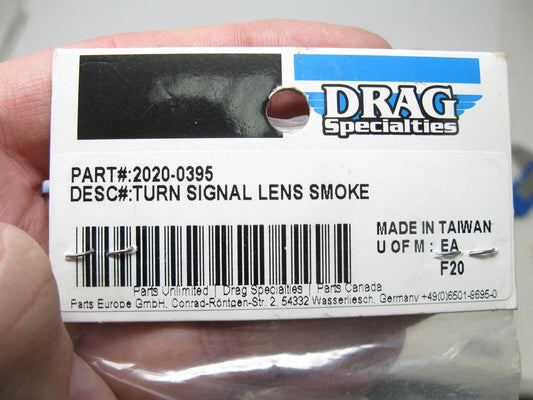 DRAG
Specialties
PART#:2020-0395
DESC#:TURN SIGNAL LENS SMOKE
MADE IN TAIWAN
U OF M : EA
F20
Parts Unlimited | Drag Specialties | Parts Canada
Parts Europe GmbH, Conrad-Röntgen-Str. 2, 54332 Wasserliesch, Germany +49(0)6501-9695-0